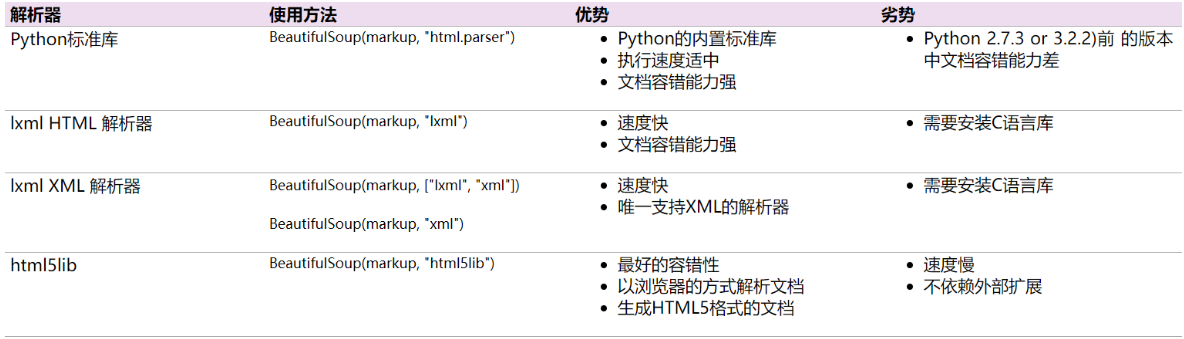 解析器 使用方法 优势 劣势
Python标准库 BeautifulSoup(markup, "html.parser") • Python的内置标准库 • Python 2.7.3 or 3.2.2)前 的版本
• 执行速度适中 中文档容错能力差
• 文档容错能力强
lxml HTML 解析器 BeautifulSoup(markup, "lxml") • 速度快 • 需要安装C语言库
• 文档容错能力强
lxml XML 解析器 BeautifulSoup(markup, ["lxml", "xml"]) • 速度快 • 需要安装C语言库
• 唯一支持XML的解析器
BeautifulSoup(markup, "xml")
html5lib BeautifulSoup(markup, "html5lib") • 最好的容错性 • 速度慢
• 以浏览器的方式解析文档 • 不依赖外部扩展
• 生成HTML5格式的文档